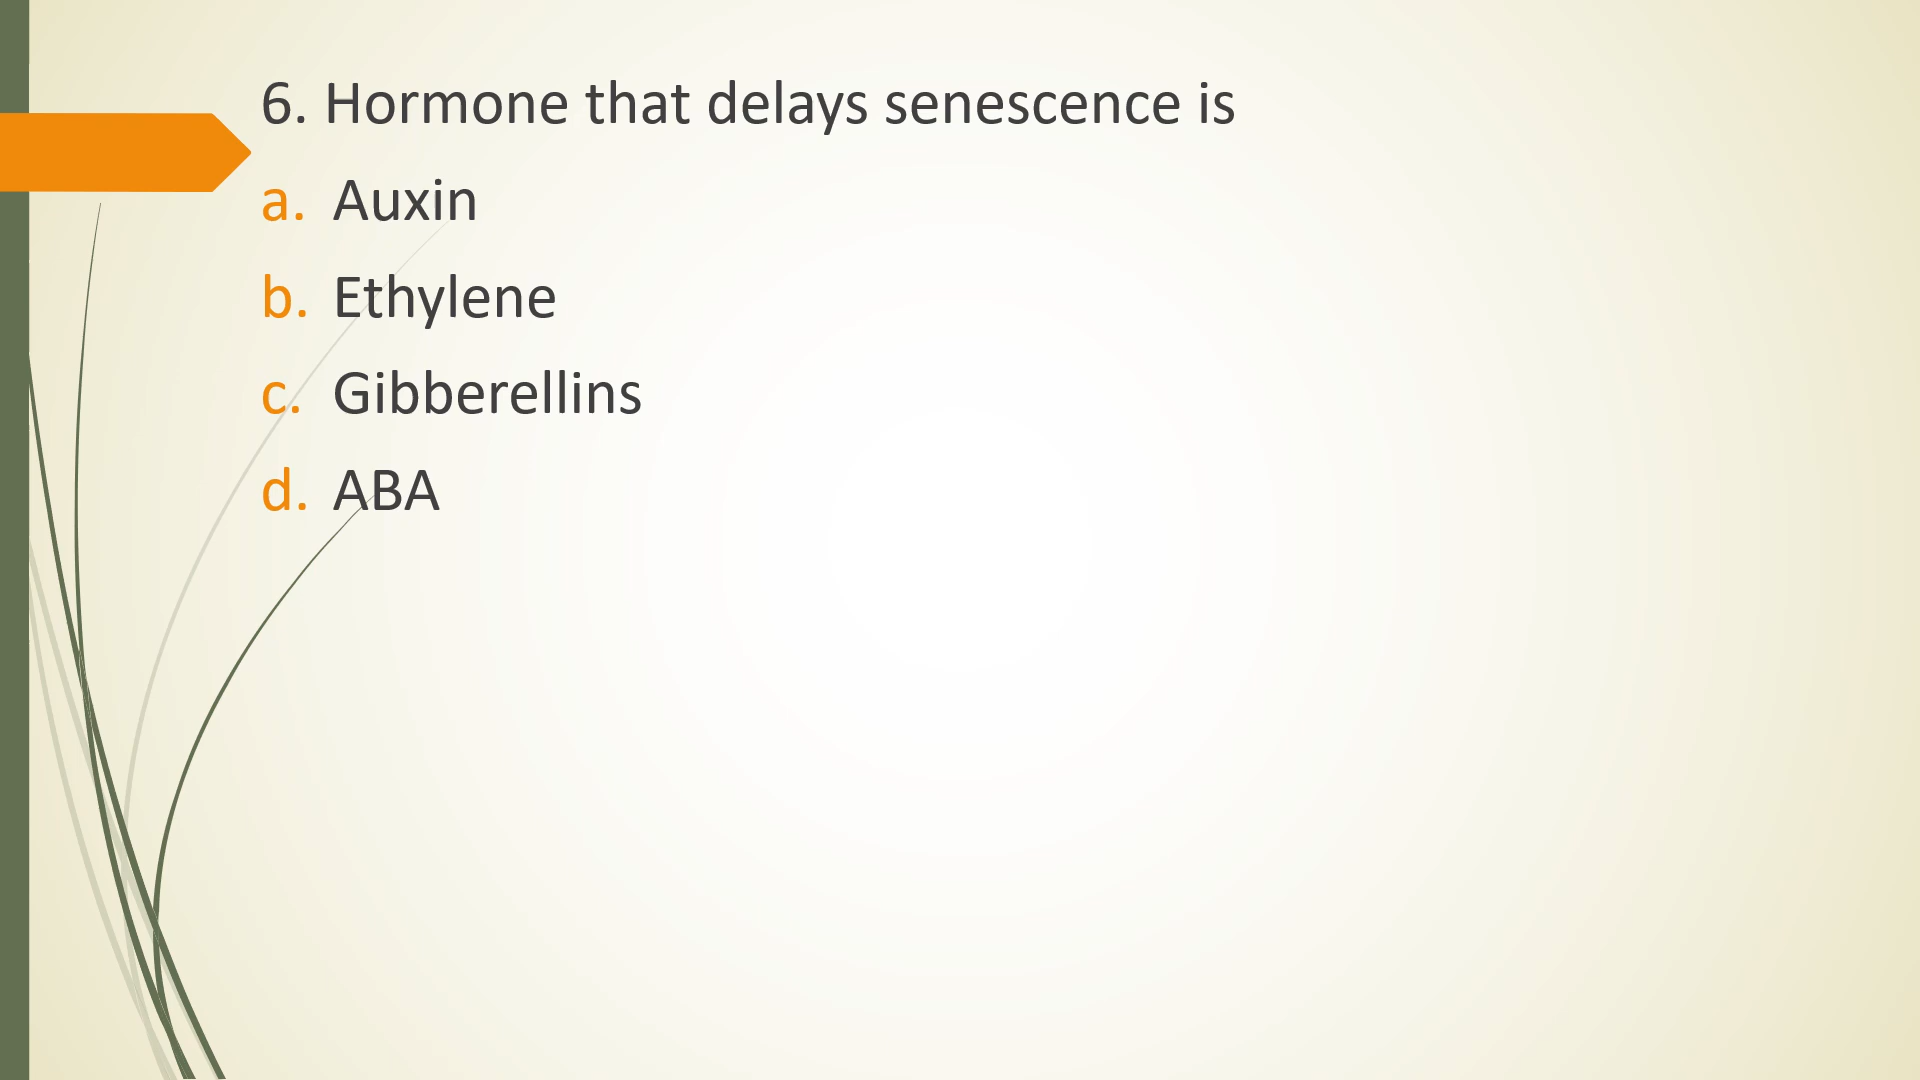 6. Hormone that delays senescence is
a. Auxin
b. Ethylene
c. Gibberellins
d. ABA